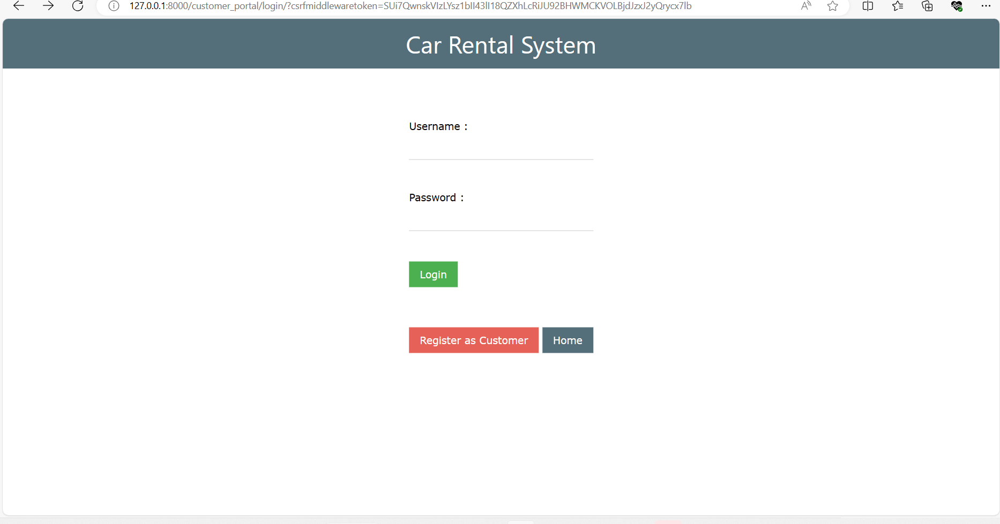 127.0.0.1:8000/customer_portal/login/?csrfmiddlewaretoken=SUi7QwnskVIzLYsz1bII43lI18QZXhLcRiJU92BHWMCKVOLBjdJzxJ2yQrycx7lb
Car Rental System
Username :
Password :
Login
Register as Customer Home